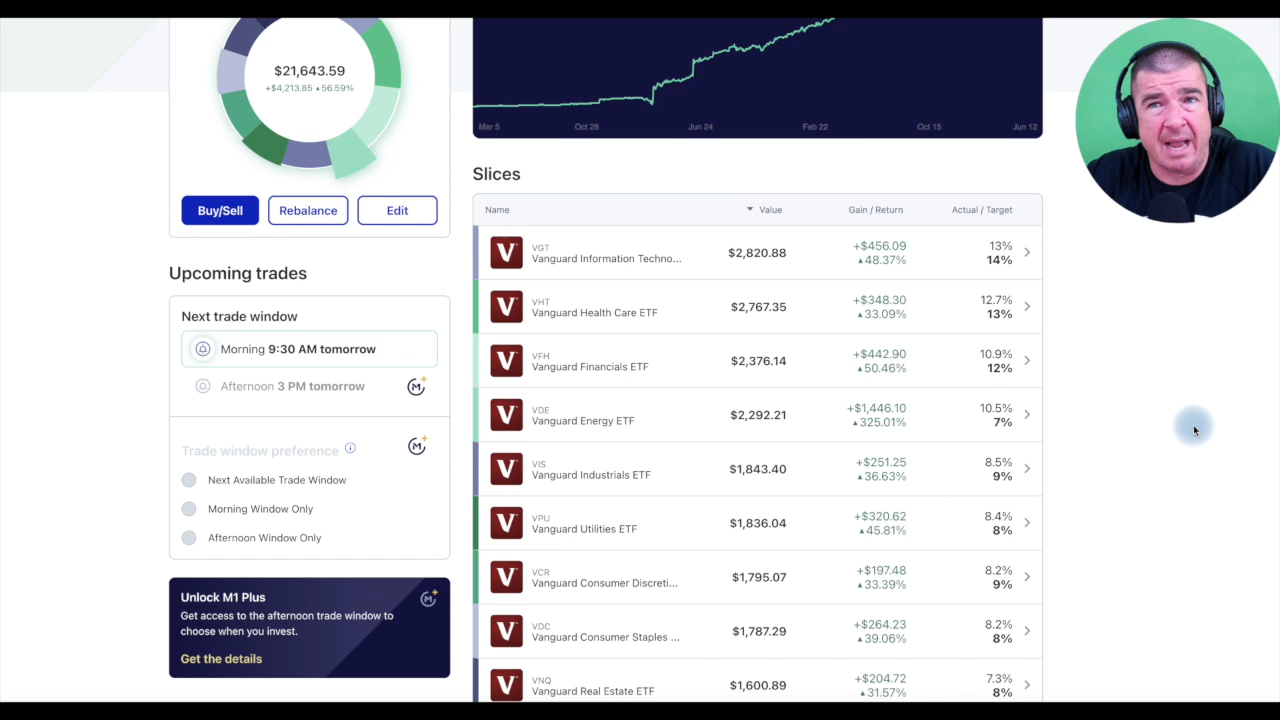 $21,643.59
+$4,213.85 ▲56.59%
Buy/Sell
Rebalance
Edit
Upcoming trades
Next trade window
Morning 9:30 AM tomorrow
Afternoon 3 PM tomorrow
Trade window preference
Next Available Trade Window
Morning Window Only
Afternoon Window Only
Unlock M1 Plus
Get access to the afternoon trade window to
choose when you invest.
Get the details
Mar 5 Oct 28 Jun 24 Feb 22 Oct 15 Jun 12
Slices
Name Value Gain / Return Actual / Target
VGT
Vanguard Information Techno...
$2,820.88
+$456.09
▲48.37%
13%
14%
VHT
Vanguard Health Care ETF
$2,767.35
+$348.30
▲33.09%
12.7%
13%
VFH
Vanguard Financials ETF
$2,376.14
+$442.90
▲50.46%
10.9%
12%
VDE
Vanguard Energy ETF
$2,292.21
+$1,446.10
▲325.01%
10.5%
7%
VIS
Vanguard Industrials ETF
$1,843.40
+$251.25
▲36.63%
8.5%
9%
VPU
Vanguard Utilities ETF
$1,836.04
+$320.62
▲45.81%
8.4%
8%
VCR
Vanguard Consumer Discreti...
$1,795.07
+$197.48
▲33.39%
8.2%
9%
VDC
Vanguard Consumer Staples ...
$1,787.29
+$264.23
▲39.06%
8.2%
8%
VNQ
Vanguard Real Estate ETF
$1,600.89
+$204.72
▲31.57%
7.3%
8%